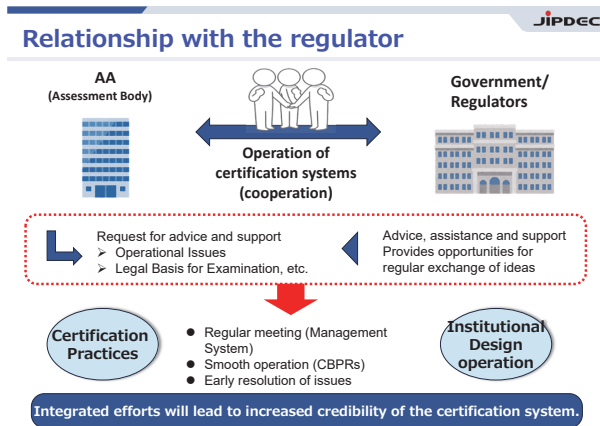 JIPDEC
Relationship with the regulator
AA
(Assessment Body)
Government/
Regulators
Operation of
certification systems
(cooperation)
Request for advice and support
➢ Operational Issues
➢ Legal Basis for Examination, etc.
Advice, assistance and support
Provides opportunities for
regular exchange of ideas
Certification
Practices
● Regular meeting (Management
System)
● Smooth operation (CBPRs)
● Early resolution of issues
Institutional
Design
operation
Integrated efforts will lead to increased credibility of the certification system.